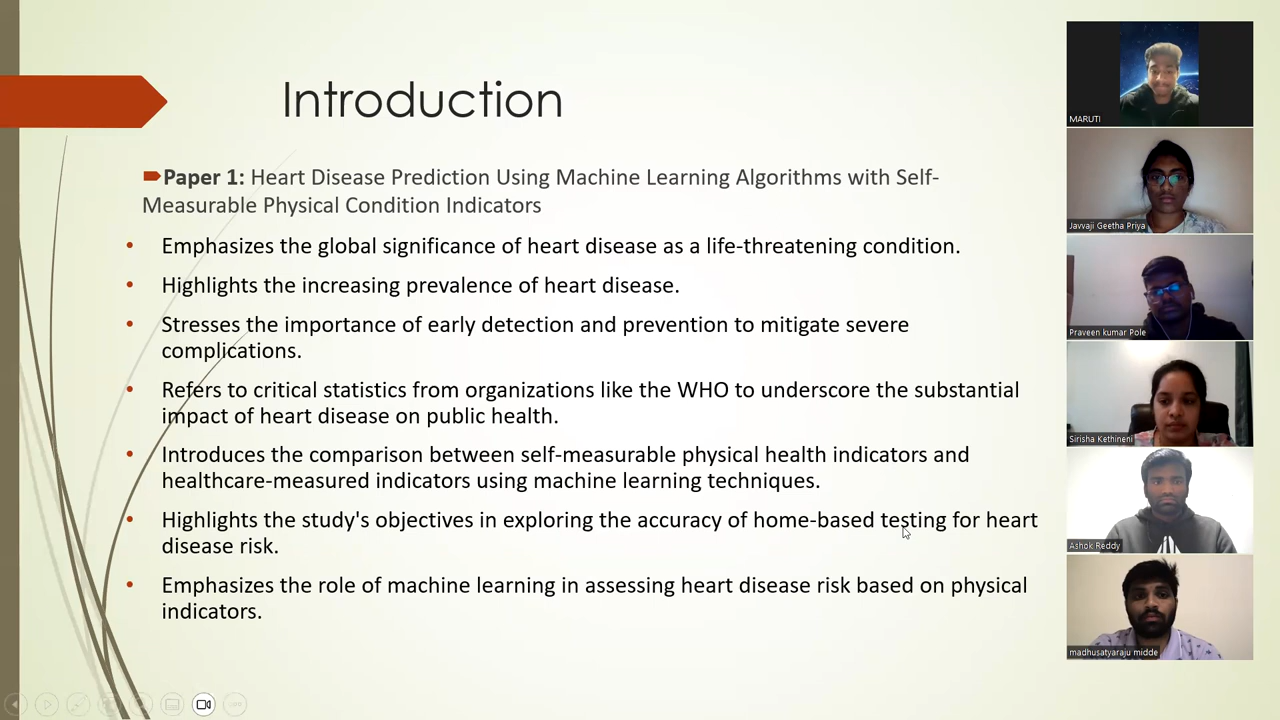 Introduction
Paper 1: Heart Disease Prediction Using Machine Learning Algorithms with Self-
Measurable Physical Condition Indicators
• Emphasizes the global significance of heart disease as a life-threatening condition.
• Highlights the increasing prevalence of heart disease.
• Stresses the importance of early detection and prevention to mitigate severe
complications.
• Refers to critical statistics from organizations like the WHO to underscore the substantial
impact of heart disease on public health.
• Introduces the comparison between self-measurable physical health indicators and
healthcare-measured indicators using machine learning techniques.
• Highlights the study's objectives in exploring the accuracy of home-based testing for heart
disease risk.
• Emphasizes the role of machine learning in assessing heart disease risk based on physical
indicators.
MARUTI
Javvaji Geetha Priya
Praveen kumar Pole
Sirisha Kethineni
Ashok Reddy
madhusatyaraju midde